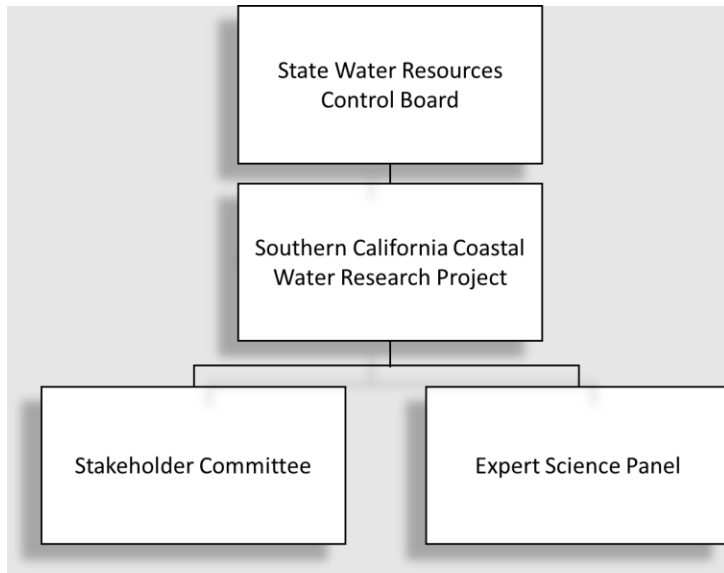 State Water Resources
Control Board
Southern California Coastal
Water Research Project
Stakeholder Committee
Expert Science Panel